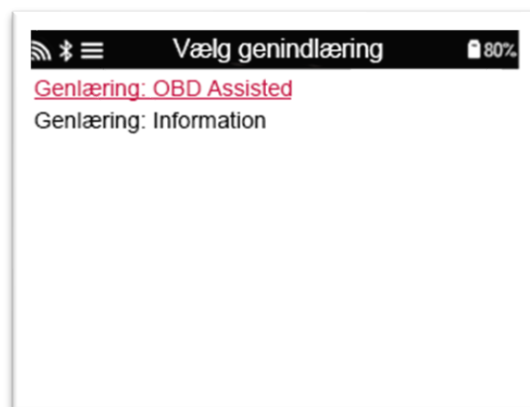 Vælg genindlæring 80%
Genlæring: OBD Assisted
Genlæring: Information